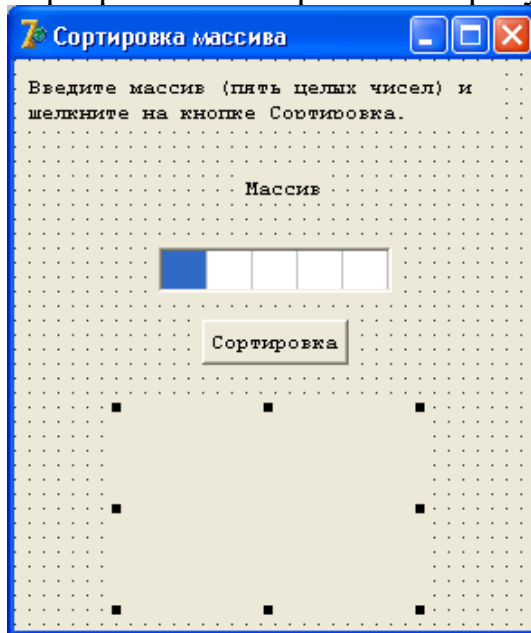 Сортировка массива
Введите массив (пять целых чисел) и
щелкните на кнопке Сортировка.
Массив
Сортировка